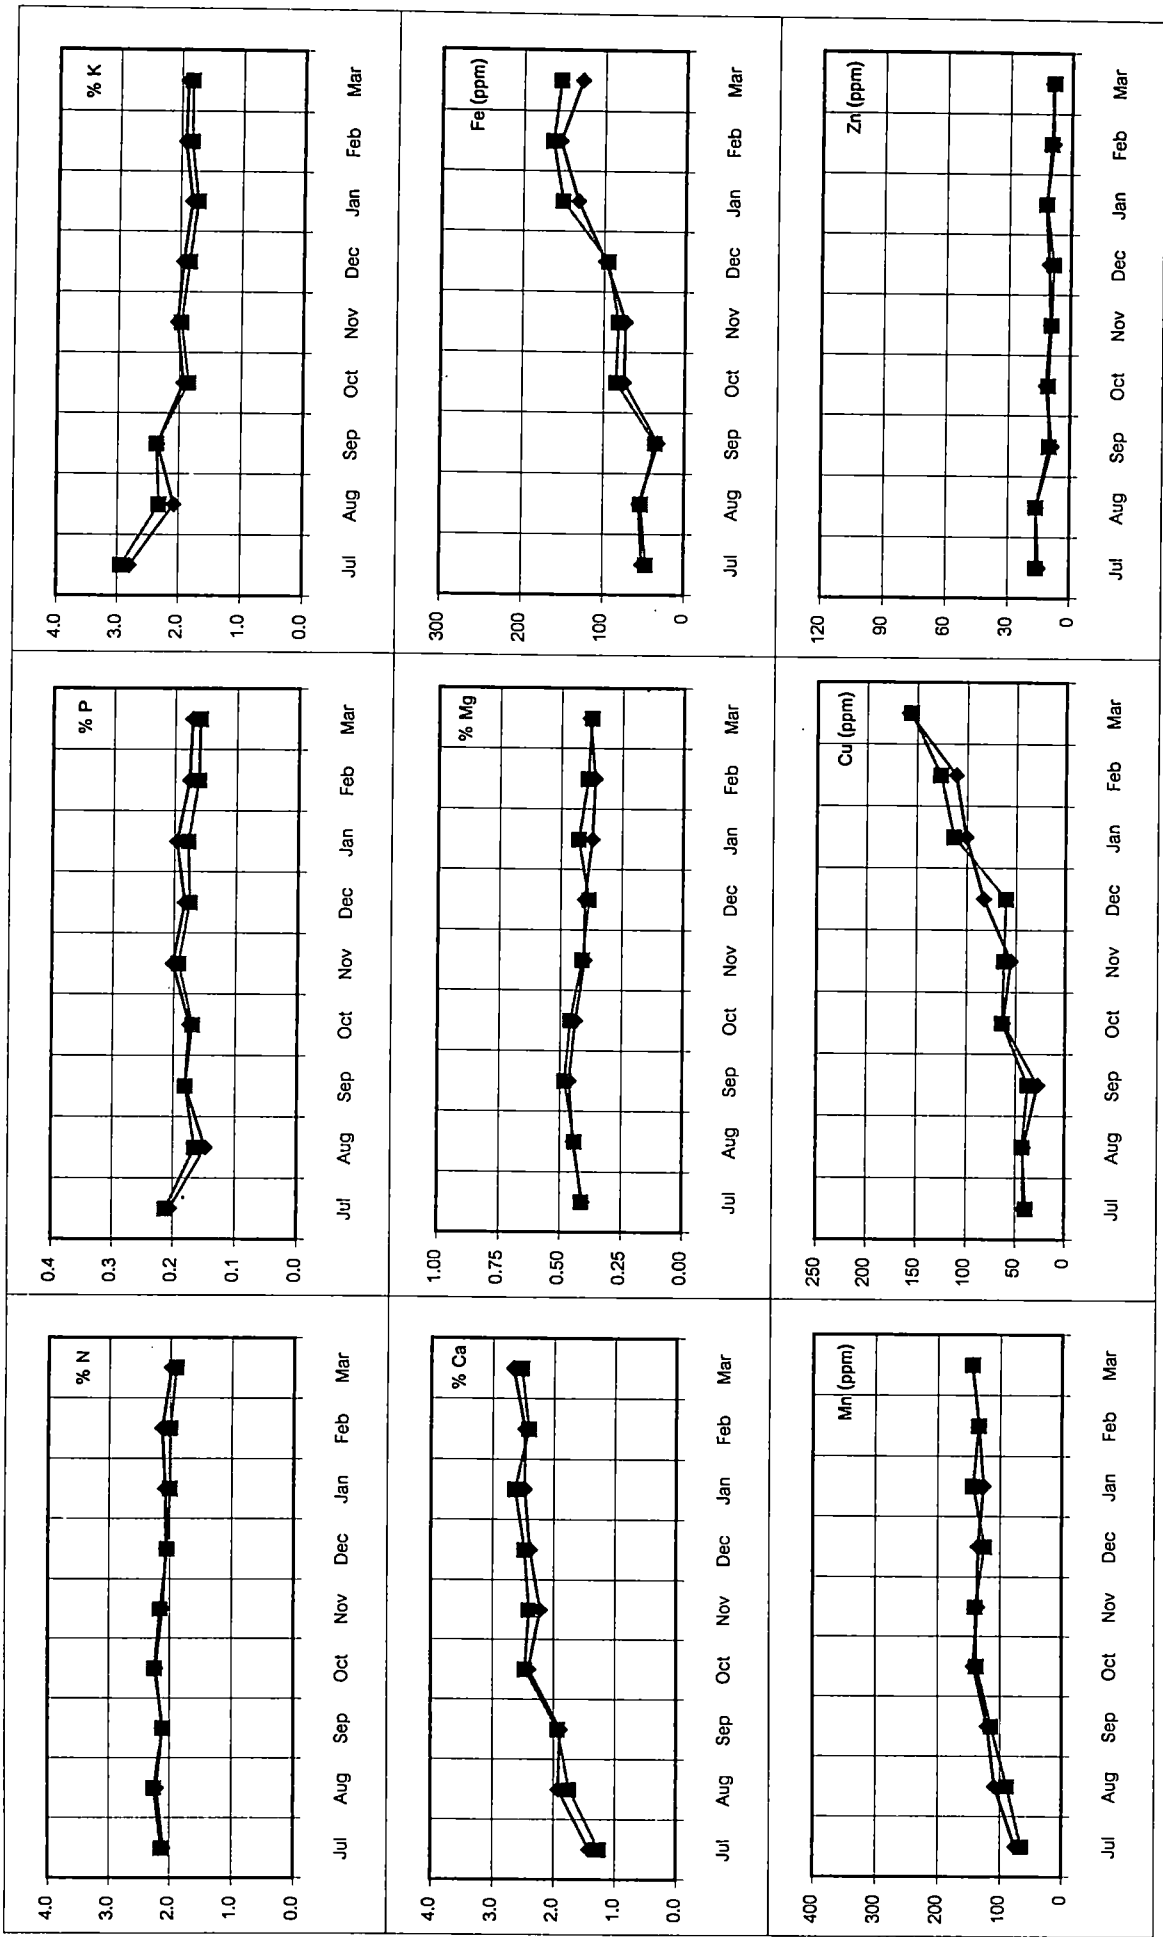 % N
4.0
3.0
2.0
1.0
0.0
Jul Aug Sep Oct Nov Dec Jan Feb Mar
% P
0.4
0.3
0.2
0.1
0.0
Jul Aug Sep Oct Nov Dec Jan Feb Mar
% K
4.0
3.0
2.0
1.0
0.0
Jul Aug Sep Oct Nov Dec Jan Feb Mar
% Ca
4.0
3.0
2.0
1.0
0.0
Jul Aug Sep Oct Nov Dec Jan Feb Mar
% Mg
1.00
0.75
0.50
0.25
0.00
Jul Aug Sep Oct Nov Dec Jan Feb Mar
Fe (ppm)
300
200
100
0
Jul Aug Sep Oct Nov Dec Jan Feb Mar
Mn (ppm)
400
300
200
100
0
Jul Aug Sep Oct Nov Dec Jan Feb Mar
Cu (ppm)
250
200
150
100
50
0
Jul Aug Sep Oct Nov Dec Jan Feb Mar
Zn (ppm)
120
90
60
30
0
Jul Aug Sep Oct Nov Dec Jan Feb Mar